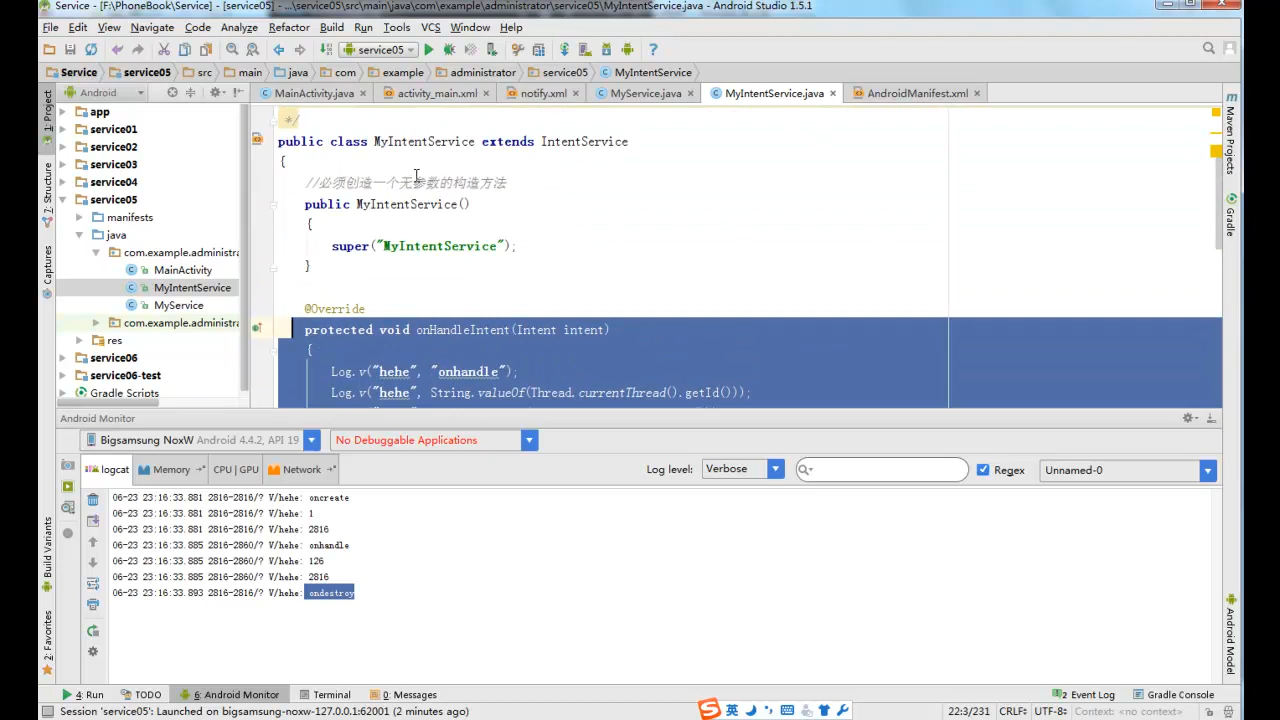 Service - [F:\PhoneBook\Service] - [service05] - ...\service05\src\main\java\com\example\administrator\service05\MyIntentService.java - Android Studio 1.5.1
File Edit View Navigate Code Analyze Refactor Build Run Tools VCS Window Help
service05
Service service05 src main java com example administrator service05 MyIntentService
Android
MainActivity.java activity_main.xml notify.xml MyService.java MyIntentService.java AndroidManifest.xml
1: Project
7: Structure
Captures
Build Variants
2: Favorites
app
service01
service02
service03
service04
service05
manifests
java
com.example.administra
MainActivity
MyIntentService
MyService
com.example.administra
res
service06
service06-test
Gradle Scripts
*/
public class MyIntentService extends IntentService
{
//必须创造一个无参数的构造方法
public MyIntentService()
{
super("MyIntentService");
}
@Override
protected void onHandleIntent(Intent intent)
{
Log.v("hehe", "onhandle");
Log.v("hehe", String.valueOf(Thread.currentThread().getId()));
Maven Projects
Gradle
Android Model
Android Monitor
Bigsamsung NoxW Android 4.4.2, API 19 No Debuggable Applications
logcat Memory CPU | GPU Network Log level: Verbose Regex Unnamed-0
06-23 23:16:33.881 2816-2816/? V/hehe: oncreate
06-23 23:16:33.881 2816-2816/? V/hehe: 1
06-23 23:16:33.881 2816-2816/? V/hehe: 2816
06-23 23:16:33.885 2816-2860/? V/hehe: onhandle
06-23 23:16:33.885 2816-2860/? V/hehe: 126
06-23 23:16:33.885 2816-2860/? V/hehe: 2816
06-23 23:16:33.893 2816-2816/? V/hehe: ondestroy
4: Run TODO 6: Android Monitor Terminal 0: Messages 2 Event Log Gradle Console
Session 'service05': Launched on bigsamsung-noxw-127.0.0.1:62001 (2 minutes ago) 英 22:3/231 CRLF UTF-8 Context: <no context>